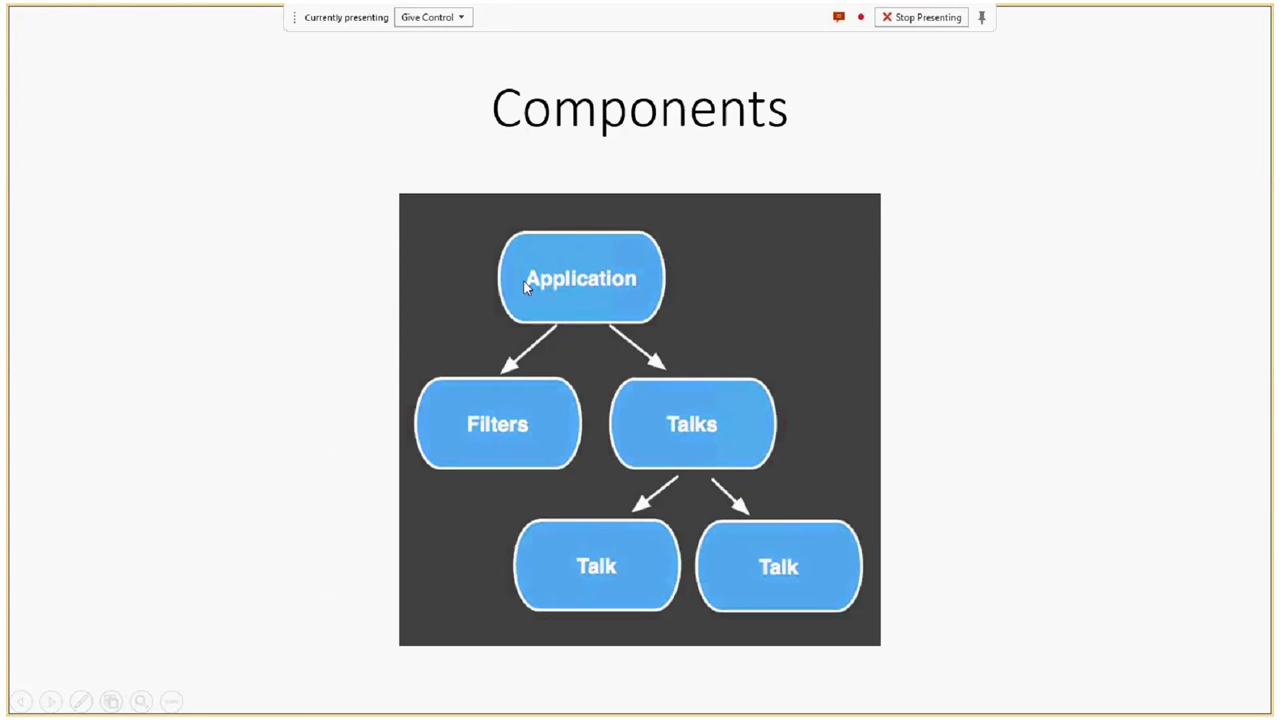 Currently presenting Give Control Stop Presenting
Components
Application
Filters Talks
Talk Talk